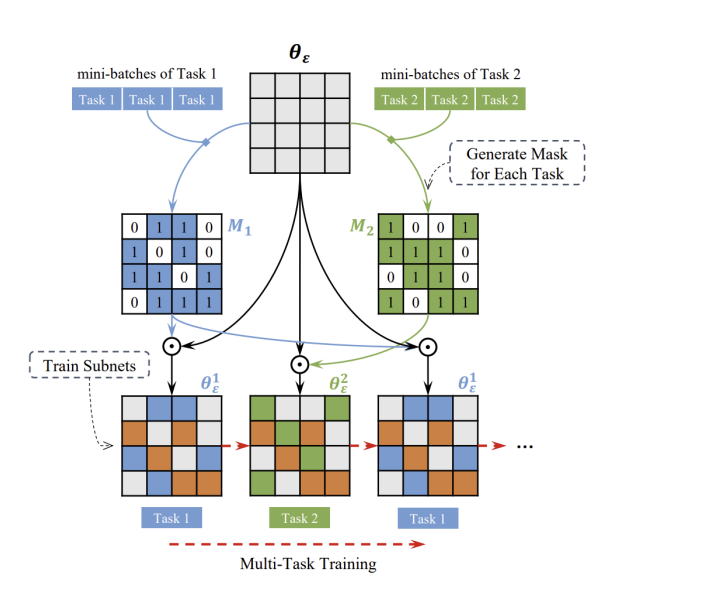 θ_ε
mini-batches of Task 1
mini-batches of Task 2
Task 1 Task 1 Task 1
Task 2 Task 2 Task 2
Generate Mask
for Each Task
M_1
0 1 1 0
1 0 1 0
1 1 0 1
0 1 1 1
M_2
1 0 0 1
1 1 1 0
0 1 1 0
1 0 1 1
Train Subnets
θ_ε^1
θ_ε^2
θ_ε^1
...
Task 1
Task 2
Task 1
Multi-Task Training